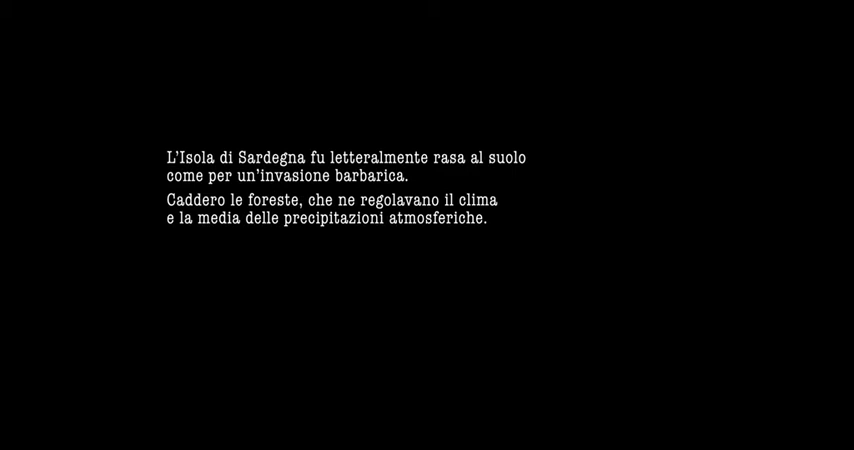 L'Isola di Sardegna fu letteralmente rasa al suolo
come per un'invasione barbarica.
Caddero le foreste, che ne regolavano il clima
e la media delle precipitazioni atmosferiche.